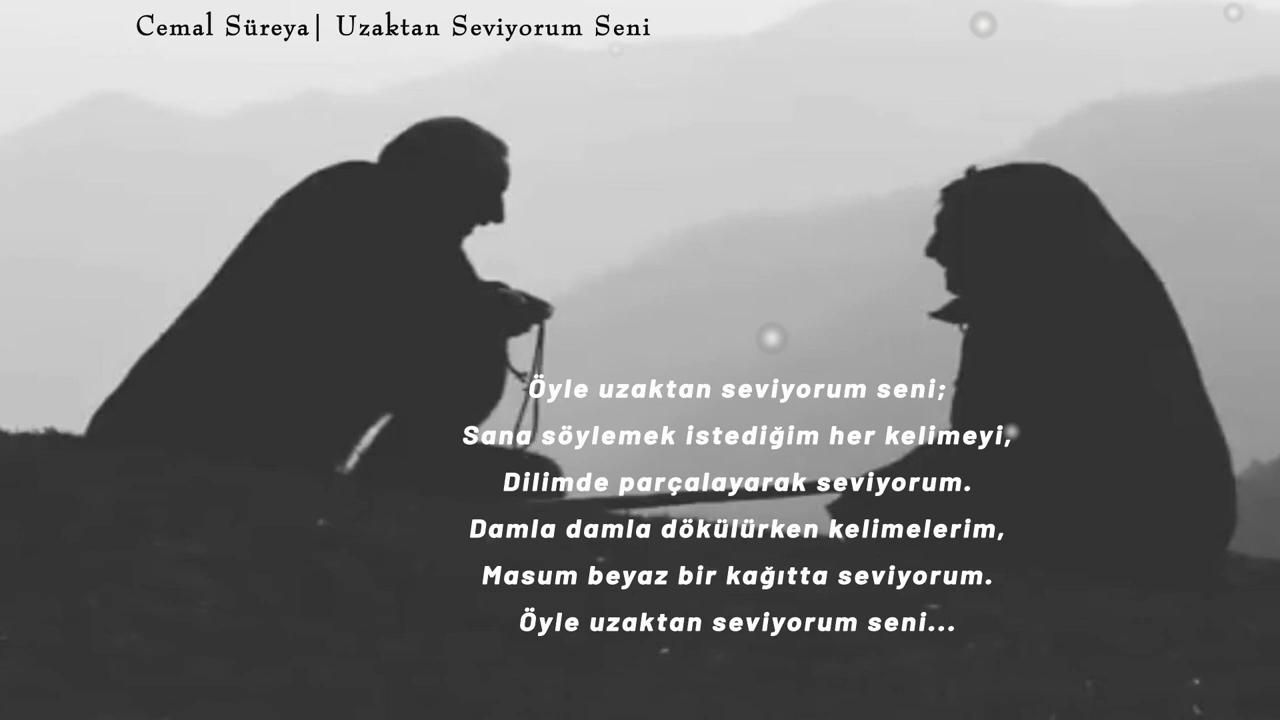 Cemal Süreya| Uzaktan Seviyorum Seni
Öyle uzaktan seviyorum seni;
Sana söylemek istediğim her kelimeyi,
Dilimde parçalayarak seviyorum.
Damla damla dökülürken kelimelerim,
Masum beyaz bir kağıtta seviyorum.
Öyle uzaktan seviyorum seni...